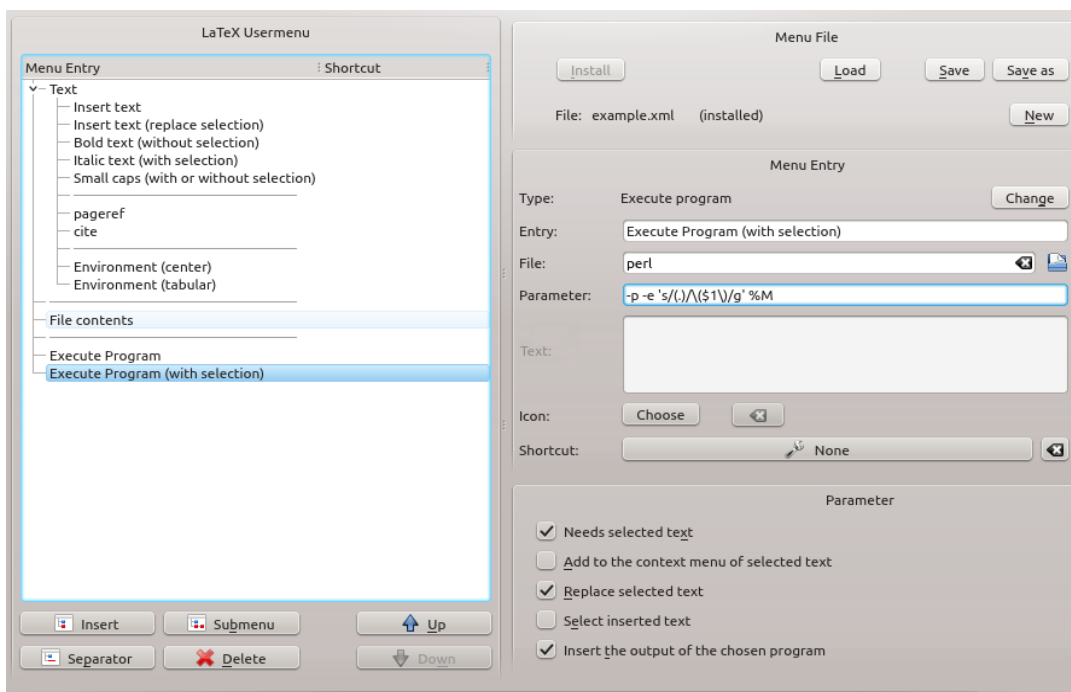 LaTeX Usermenu
Menu Entry Shortcut
Text
Insert text
Insert text (replace selection)
Bold text (without selection)
Italic text (with selection)
Small caps (with or without selection)
pageref
cite
Environment (center)
Environment (tabular)
File contents
Execute Program
Execute Program (with selection)
Insert Submenu Up
Separator Delete Down
Menu File
Install Load Save Save as
File: example.xml (installed) New
Menu Entry
Type: Execute program Change
Entry: Execute Program (with selection)
File: perl
Parameter: -p -e 's/(.)/\($1\)/g' %M
Text:
Icon: Choose
Shortcut: None
Parameter
Needs selected text
Add to the context menu of selected text
Replace selected text
Select inserted text
Insert the output of the chosen program